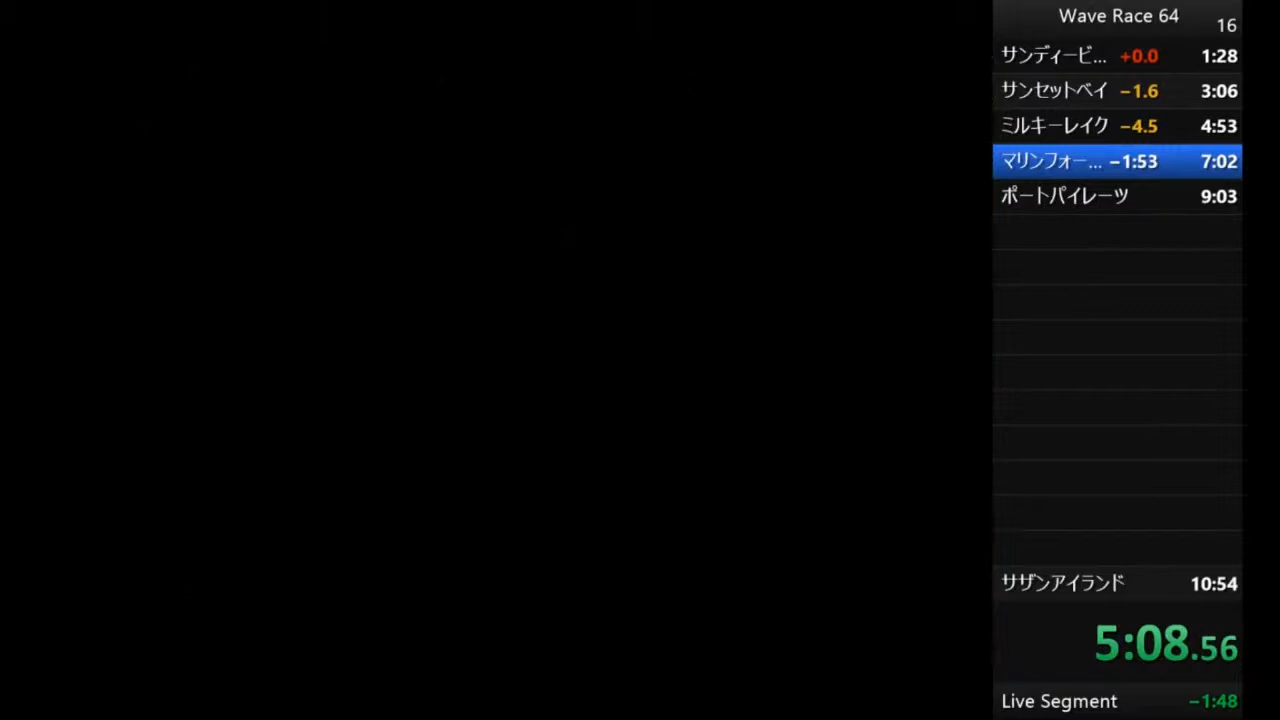 Wave Race 64
16
サンディービ... +0.0 1:28
サンセットベイ −1.6 3:06
ミルキーレイク −4.5 4:53
マリンフォー... −1:53 7:02
ポートパイレーツ 9:03
サザンアイランド 10:54
5:08.56
Live Segment −1:48